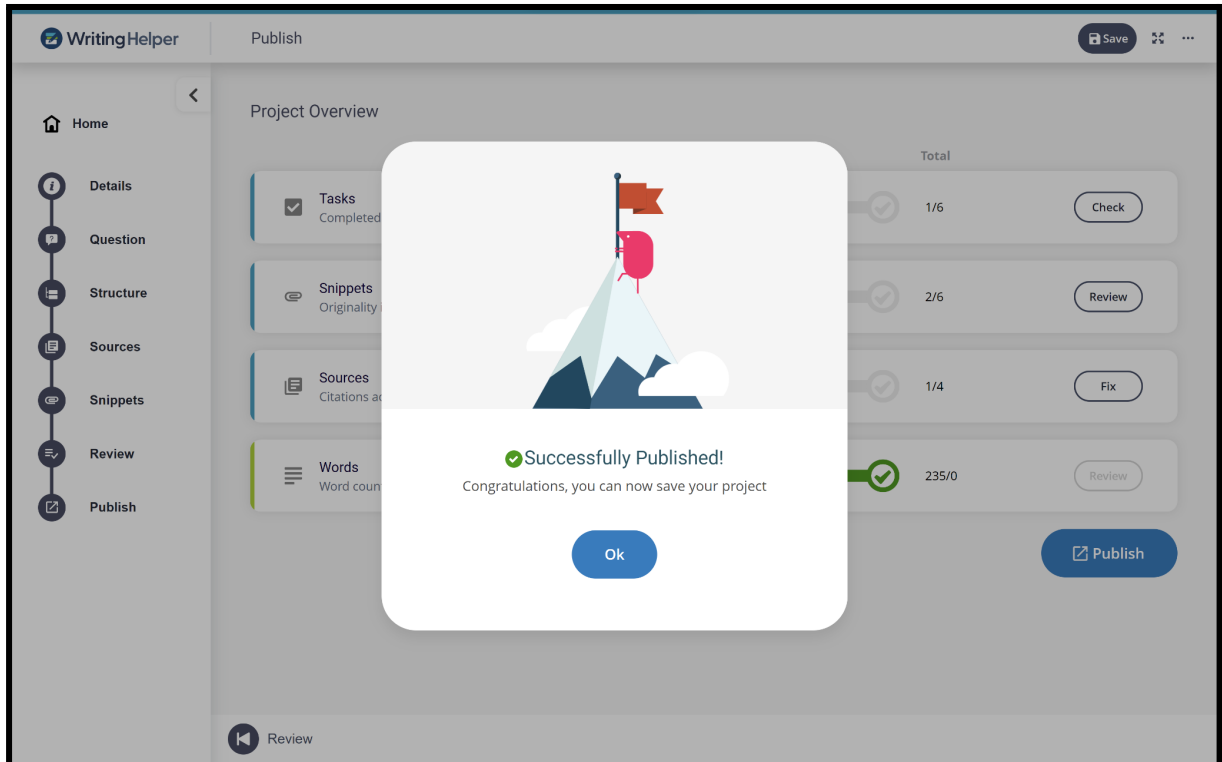 WritingHelper
Publish
Save
Home
Details
Question
Structure
Sources
Snippets
Review
Publish
Project Overview
Total
Tasks
Completed
1/6
Check
Snippets
Originality
2/6
Review
Sources
Citations
1/4
Fix
Words
Word
235/0
Review
Successfully Published!
Congratulations, you can now save your project
Ok
Publish
Review